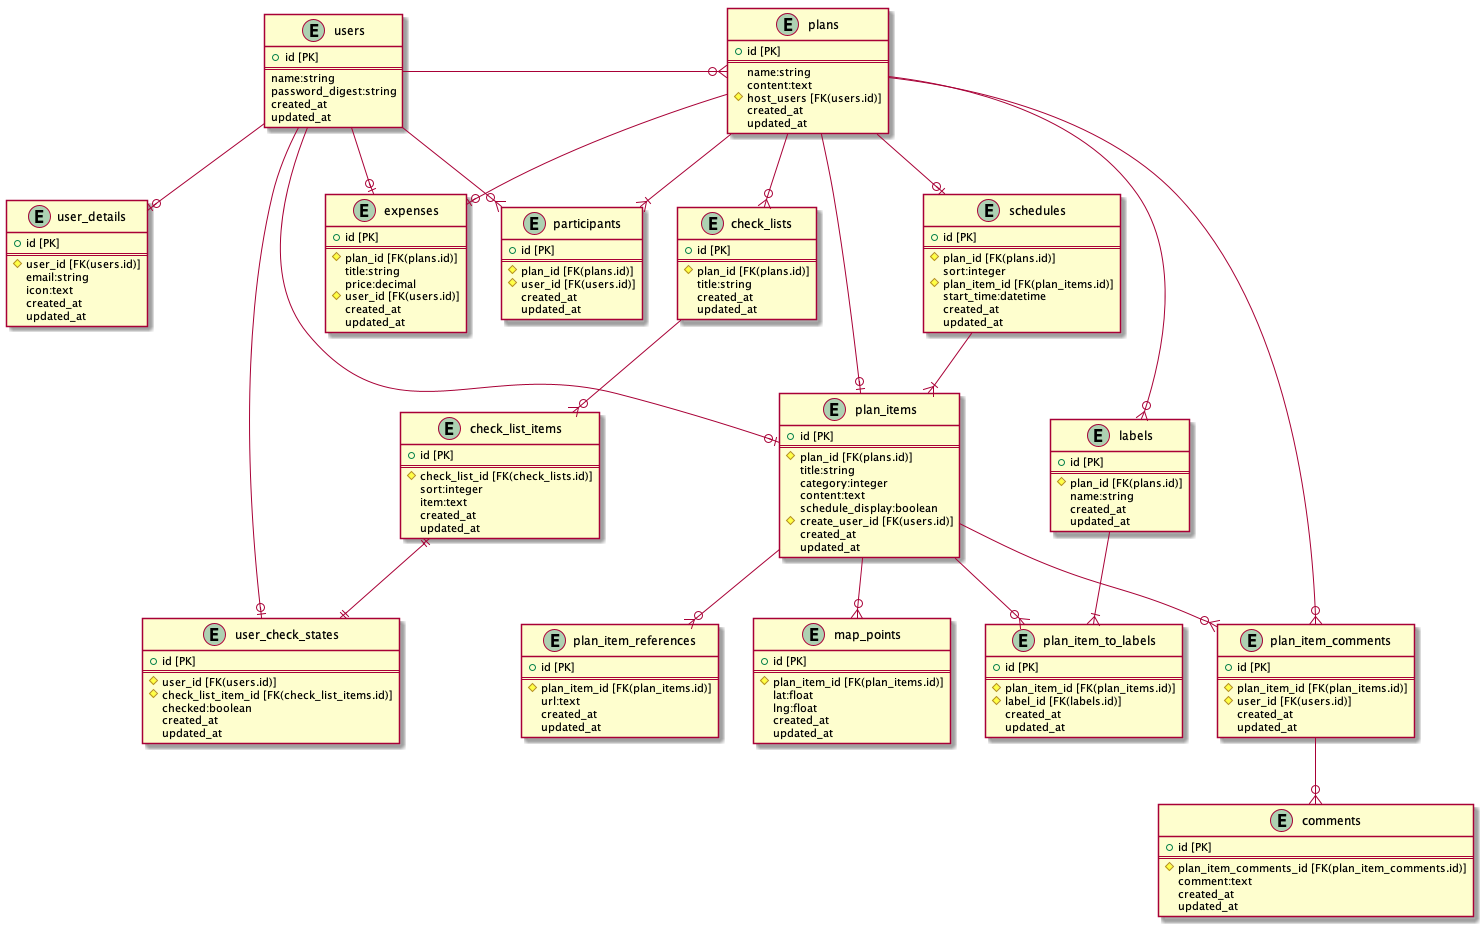 E users
id [PK]
name:string
password_digest:string
created_at
updated_at
E plans
id [PK]
name:string
content:text
host_users [FK(users.id)]
created_at
updated_at
E user_details
id [PK]
user_id [FK(users.id)]
email:string
icon:text
created_at
updated_at
E expenses
id [PK]
plan_id [FK(plans.id)]
title:string
price:decimal
user_id [FK(users.id)]
created_at
updated_at
E participants
id [PK]
plan_id [FK(plans.id)]
user_id [FK(users.id)]
created_at
updated_at
E check_lists
id [PK]
plan_id [FK(plans.id)]
title:string
created_at
updated_at
E schedules
id [PK]
plan_id [FK(plans.id)]
sort:integer
plan_item_id [FK(plan_items.id)]
start_time:datetime
created_at
updated_at
E check_list_items
id [PK]
check_list_id [FK(check_lists.id)]
sort:integer
item:text
created_at
updated_at
E plan_items
id [PK]
plan_id [FK(plans.id)]
title:string
category:integer
content:text
schedule_display:boolean
create_user_id [FK(users.id)]
created_at
updated_at
E labels
id [PK]
plan_id [FK(plans.id)]
name:string
created_at
updated_at
E user_check_states
id [PK]
user_id [FK(users.id)]
check_list_item_id [FK(check_list_items.id)]
checked:boolean
created_at
updated_at
E plan_item_references
id [PK]
plan_item_id [FK(plan_items.id)]
url:text
created_at
updated_at
E map_points
id [PK]
plan_item_id [FK(plan_items.id)]
lat:float
lng:float
created_at
updated_at
E plan_item_to_labels
id [PK]
plan_item_id [FK(plan_items.id)]
label_id [FK(labels.id)]
created_at
updated_at
E plan_item_comments
id [PK]
plan_item_id [FK(plan_items.id)]
user_id [FK(users.id)]
created_at
updated_at
E comments
id [PK]
plan_item_comments_id [FK(plan_item_comments.id)]
comment:text
created_at
updated_at